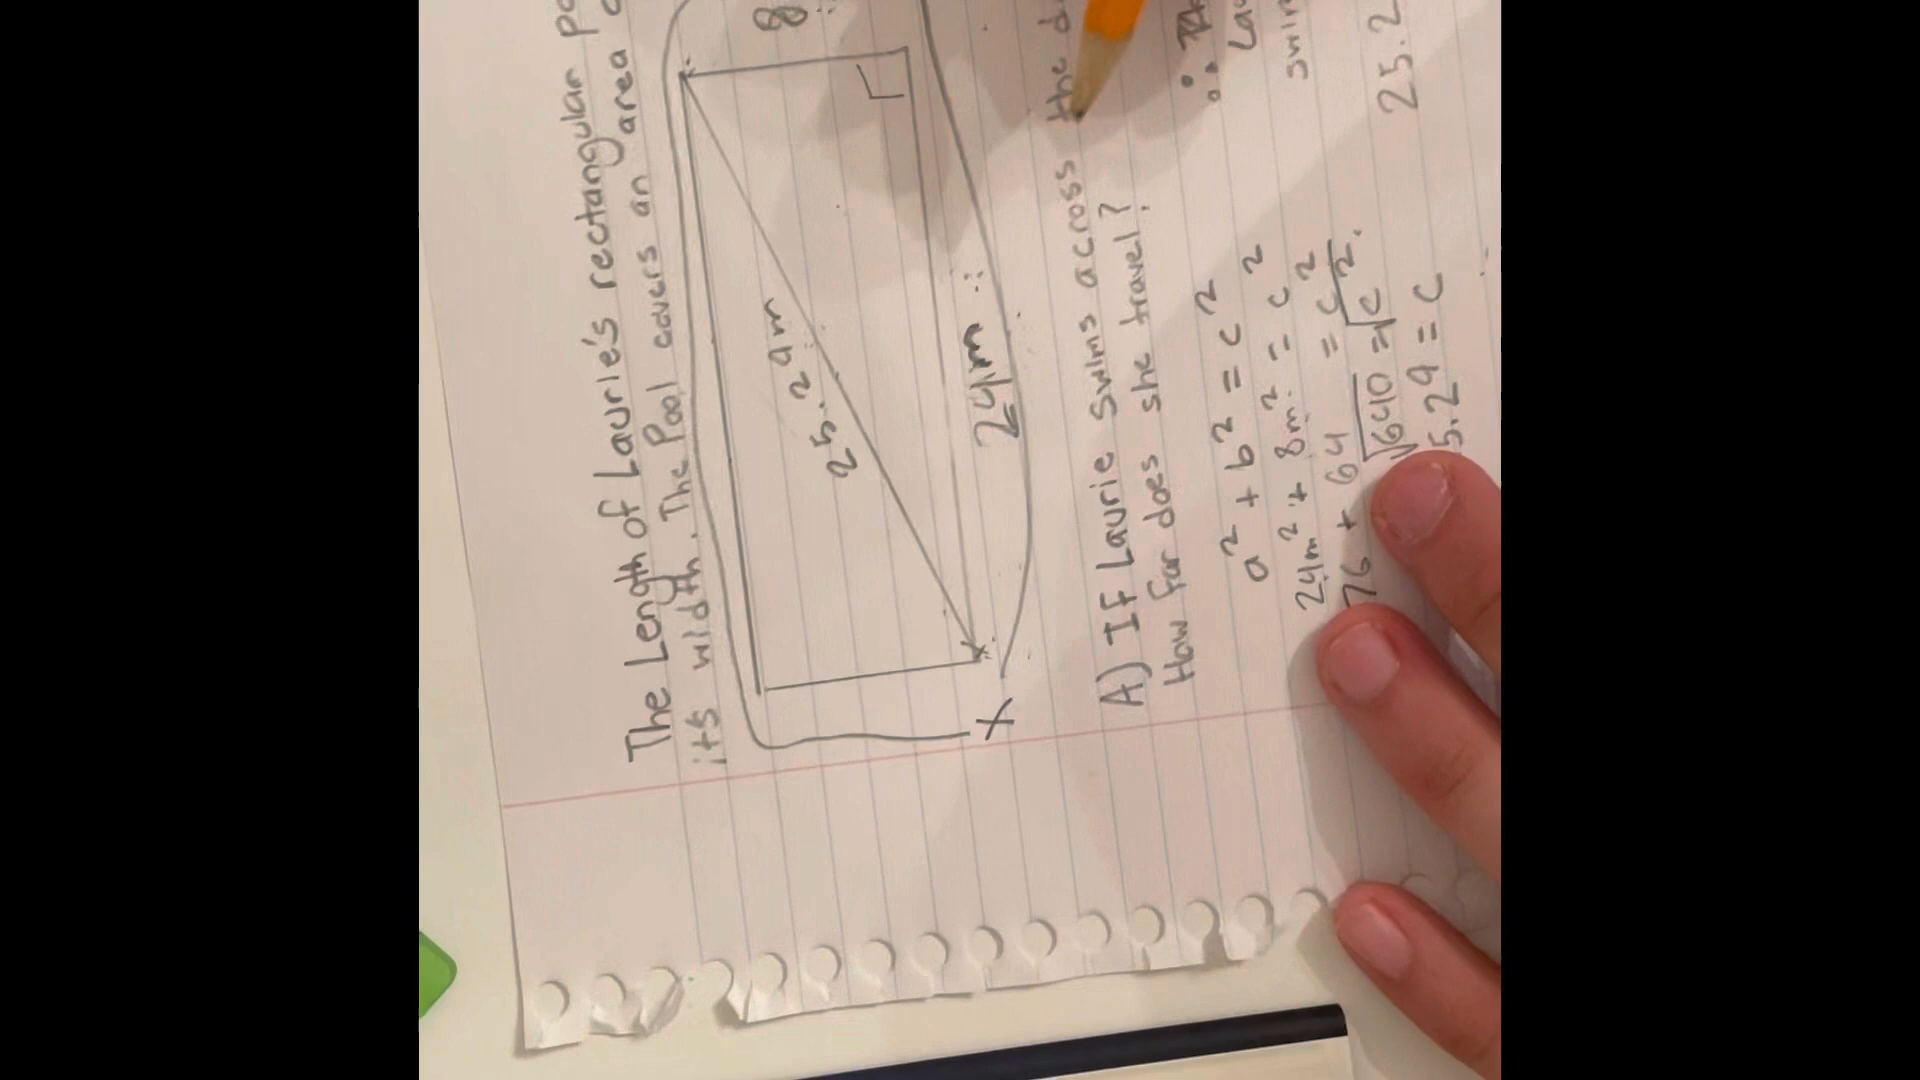 The Length of Laurie's rectangular
its width. The Pool covers an area
8
25.29m
24m
X
A) If Laurie swims across the
How far does she travel?
a² + b² = c²
24m² + 8m² = c²
76 + 64 = c²
√640 = √c²
5.29 = c
∴
25.2